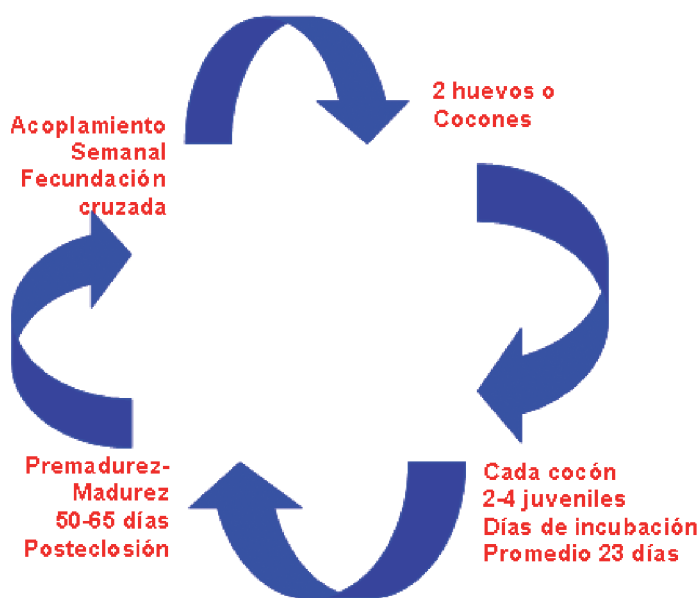 Acoplamiento
Semanal
Fecundación
cruzada
2 huevos o
Cocones
Cada cocón
2-4 juveniles
Días de incubación
Promedio 23 días
Premadurez-
Madurez
50-65 días
Posteclosión